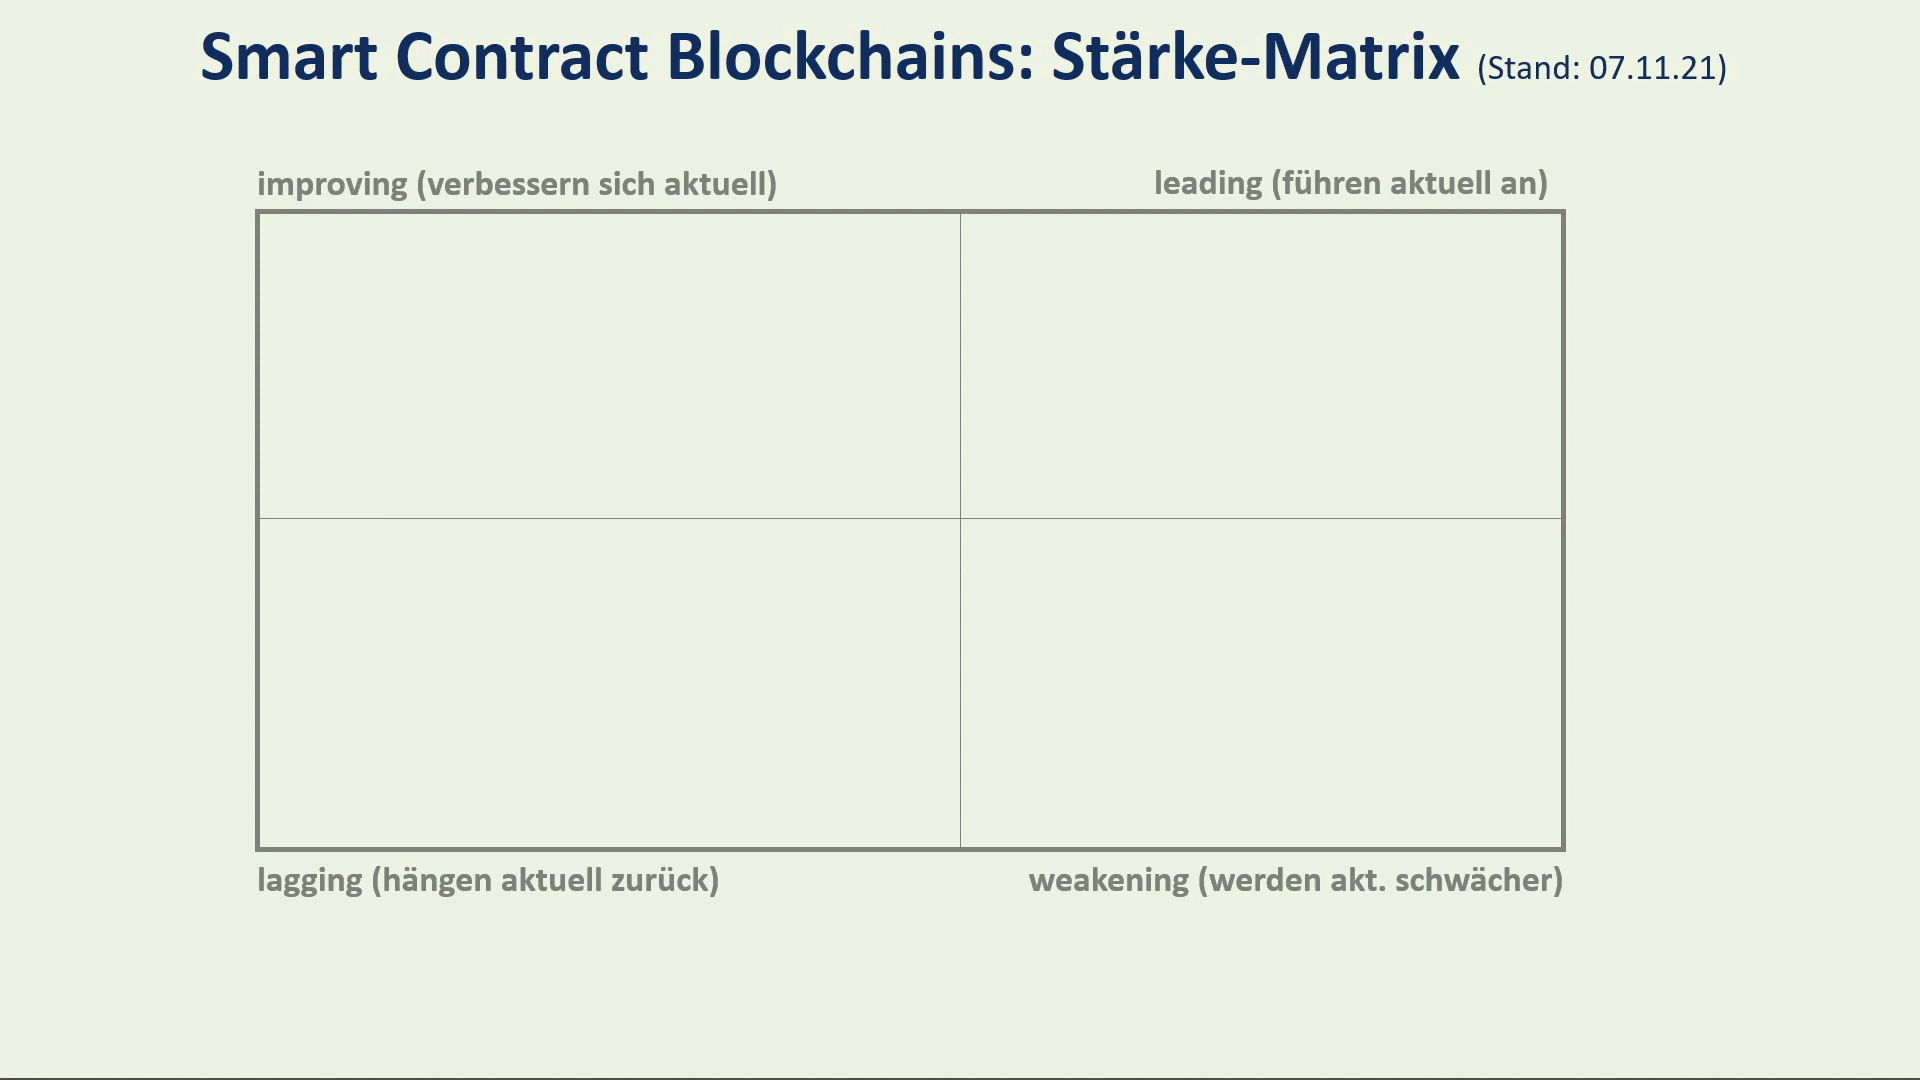 Smart Contract Blockchains: Stärke-Matrix (Stand: 07.11.21)
improving (verbessern sich aktuell)
leading (führen aktuell an)
lagging (hängen aktuell zurück)
weakening (werden akt. schwächer)